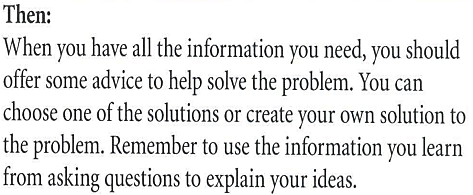 Then:
When you have all the information you need, you should
offer some advice to help solve the problem. You can
choose one of the solutions or create your own solution to
the problem. Remember to use the information you learn
from asking questions to explain your ideas.